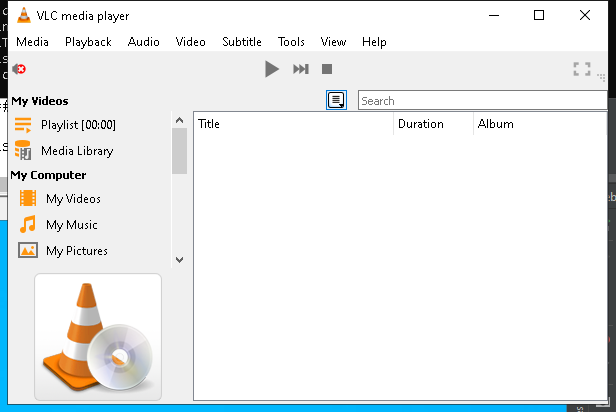 VLC media player
Media Playback Audio Video Subtitle Tools View Help
My Videos
Search
Playlist [00:00]
Title Duration Album
Media Library
My Computer
My Videos
My Music
My Pictures